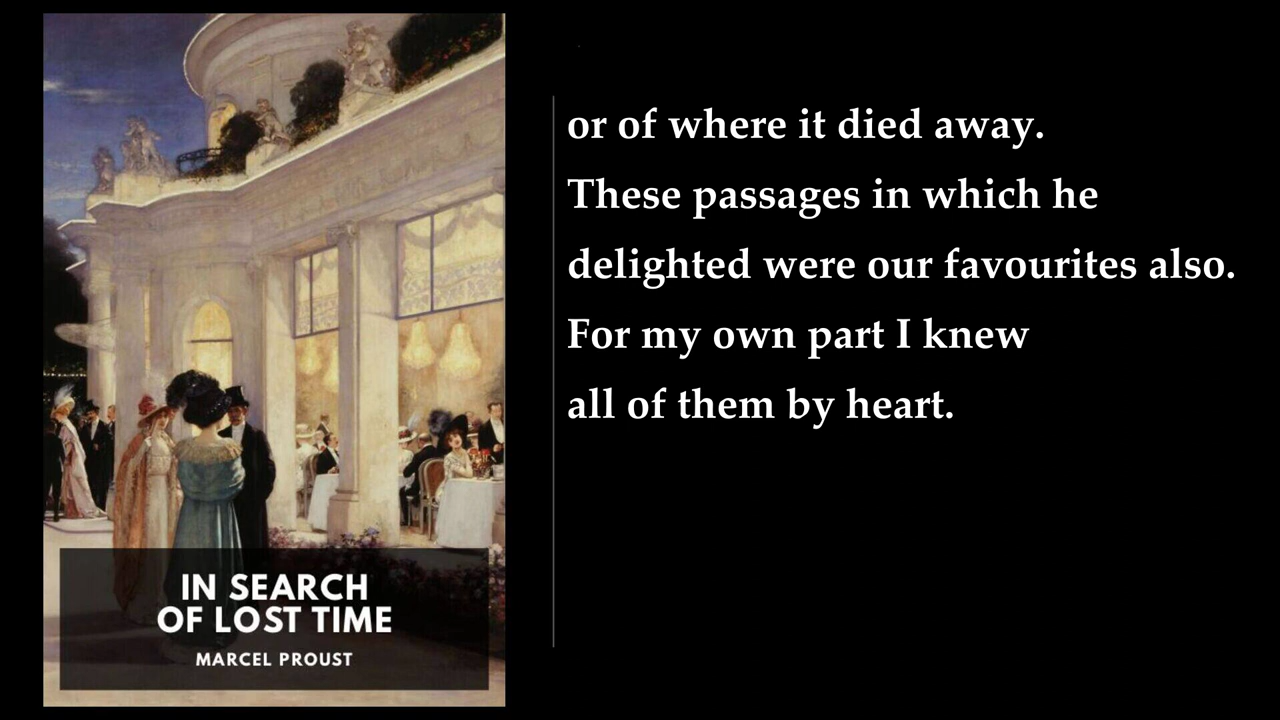 or of where it died away.
These passages in which he
delighted were our favourites also.
For my own part I knew
all of them by heart.
IN SEARCH
OF LOST TIME
MARCEL PROUST